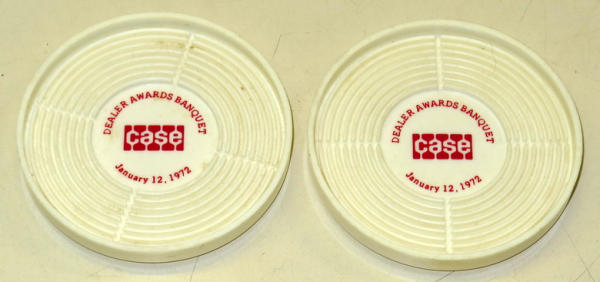 DEALER AWARDS BANQUET
case
January 12, 1972
DEALER AWARDS BANQUET
case
January 12, 1972